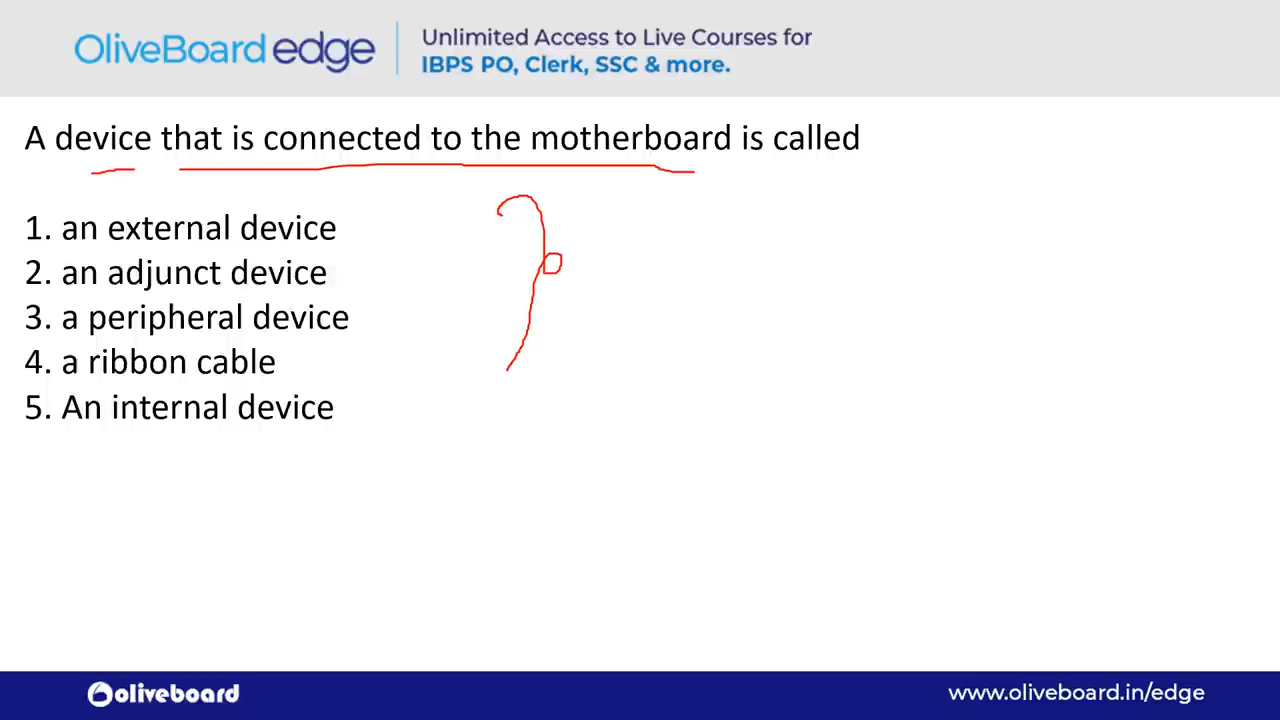 OliveBoard edge
Unlimited Access to Live Courses for
IBPS PO, Clerk, SSC & more.
A device that is connected to the motherboard is called
1. an external device
2. an adjunct device
3. a peripheral device
4. a ribbon cable
5. An internal device
oliveboard
www.oliveboard.in/edge